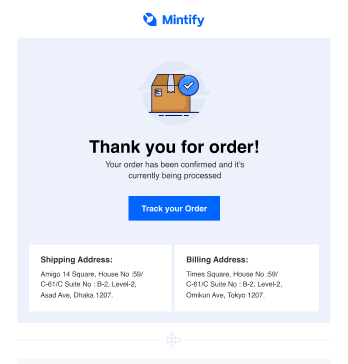 Mintify
Thank you for order!
Your order has been confirmed and it's
currently being processed
Track your Order
Shipping Address:
Amigo 14 Square, House No :59/
C-61/C Suite No : B-2, Level-2,
Asad Ave, Dhaka 1207.
Billing Address:
Times Square, House No :59/
C-61/C Suite No : B-2, Level-2,
Omikun Ave, Tokyo 1207.